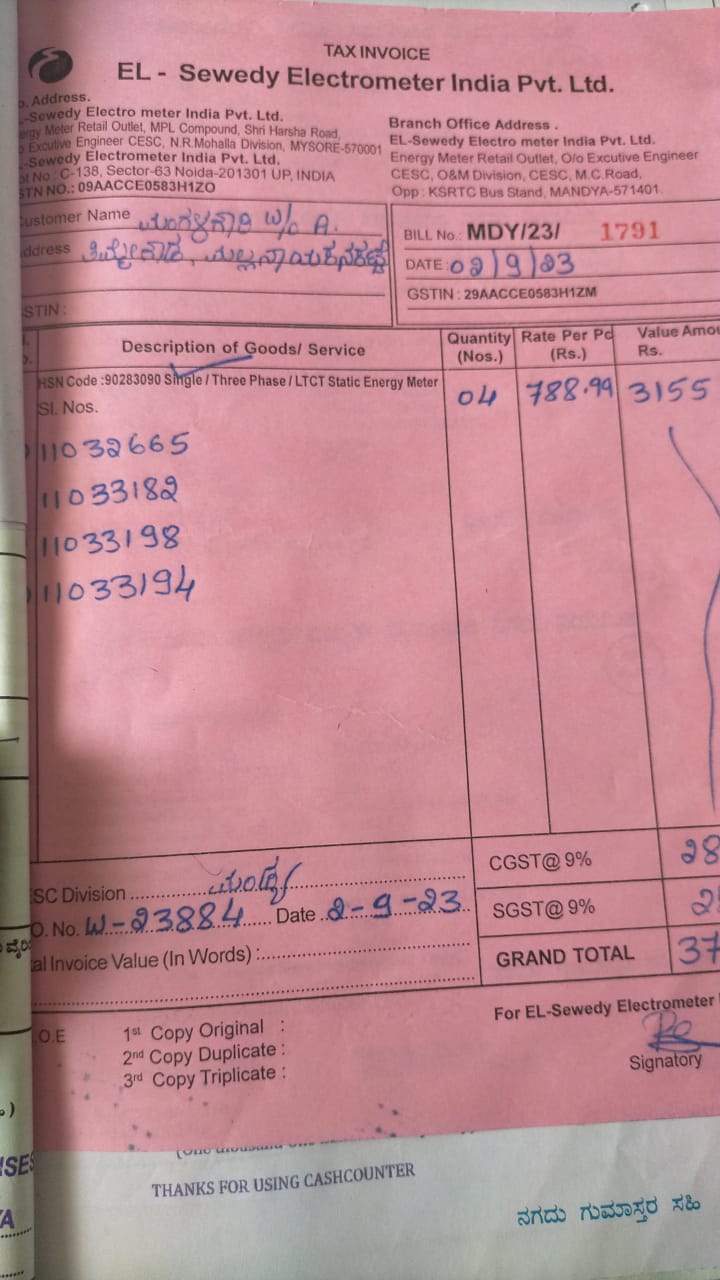 TAX INVOICE
EL - Sewedy Electrometer India Pvt. Ltd.
Address.
-Sewedy Electro meter India Pvt. Ltd.
ergy Meter Retail Outlet, MPL Compound, Shri Harsha Road,
Excutive Engineer CESC, N.R.Mohalla Division, MYSORE-570001
-Sewedy Electrometer India Pvt. Ltd.
ot No : C-138, Sector-63 Noida-201301 UP, INDIA
STN NO.: 09AACCE0583H1ZO
Branch Office Address .
EL-Sewedy Electro meter India Pvt. Ltd.
Energy Meter Retail Outlet, O/o Excutive Engineer
CESC, O&M Division, CESC, M.C.Road,
Opp : KSRTC Bus Stand, MANDYA-571401.
ustomer Name ಮಂಗಳಗೌರಿ W/o A.
ddress
STIN :
BILL No.: MDY/23/ 1791
DATE : 02/9/23
GSTIN : 29AACCE0583H1ZM
Description of Goods/ Service
Quantity (Nos.)
Rate Per Pc (Rs.)
Value Amou Rs.
HSN Code :90283090 Single / Three Phase / LTCT Static Energy Meter
04 788.99 3155
Sl. Nos.
11032665
11033182
11033198
11033194
CGST@ 9% 28
SGST@ 9% 2
GRAND TOTAL 37
SC Division ಮಂಡ್ಯ
O. No. W-23884 Date 2-9-23
al Invoice Value (In Words) :
For EL-Sewedy Electrometer
Signatory
.O.E
1st Copy Original :
2nd Copy Duplicate :
3rd Copy Triplicate :
THANKS FOR USING CASHCOUNTER
ನಗದು ಗುಮಾಸ್ತರ ಸಹಿ